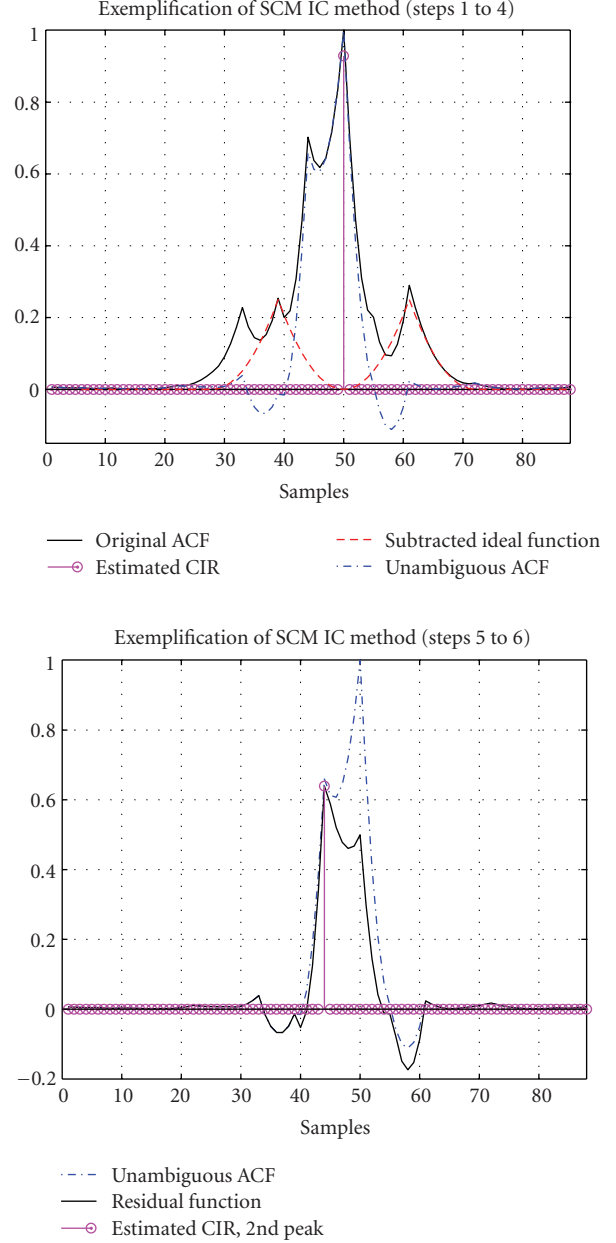 Exemplification of SCM IC method (steps 1 to 4)
1
0.8
0.6
0.4
0.2
0
0 10 20 30 40 50 60 70 80
Samples
Original ACF
Estimated CIR
Subtracted ideal function
Unambiguous ACF
Exemplification of SCM IC method (steps 5 to 6)
1
0.8
0.6
0.4
0.2
0
−0.2
0 10 20 30 40 50 60 70 80
Samples
Unambiguous ACF
Residual function
Estimated CIR, 2nd peak